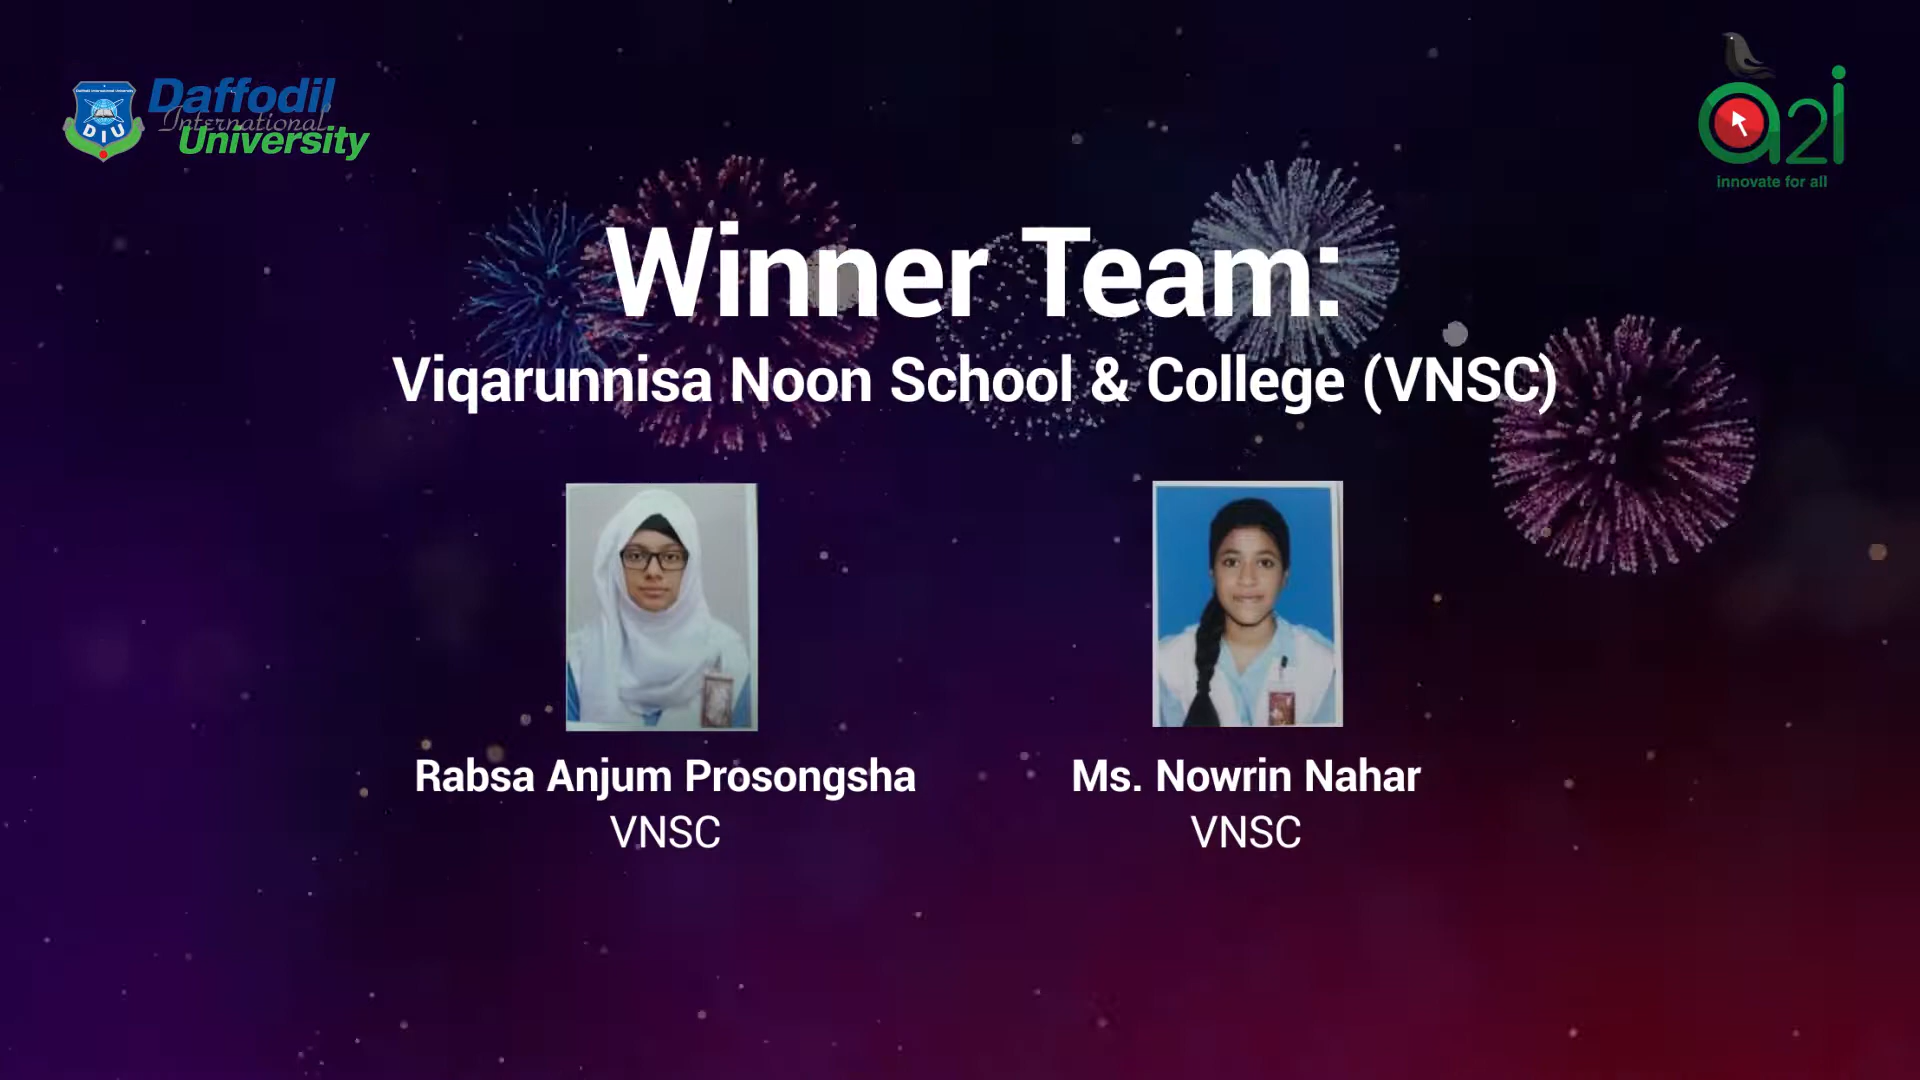 Daffodil
International
University
DIU
a2i
innovate for all
Winner Team:
Viqarunnisa Noon School & College (VNSC)
Rabsa Anjum Prosongsha
VNSC
Ms. Nowrin Nahar
VNSC